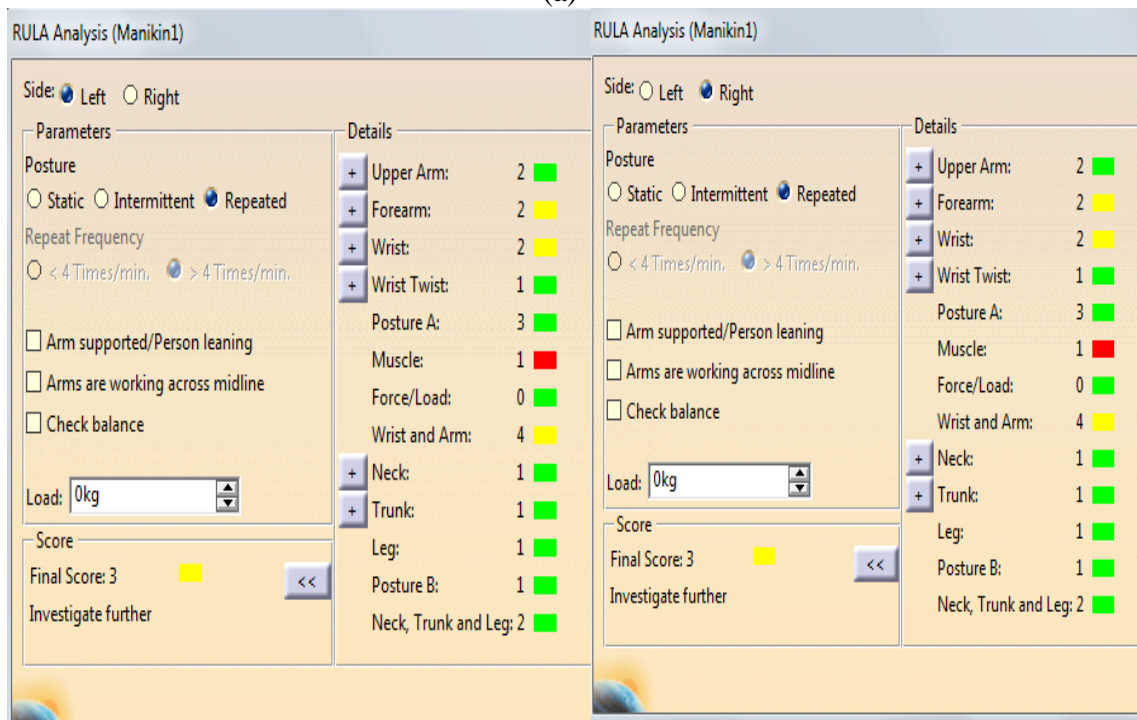 (a)
RULA Analysis (Manikin1)
Side: Left Right
Parameters
Posture
Static Intermittent Repeated
Repeat Frequency
< 4 Times/min. > 4 Times/min.
Arm supported/Person leaning
Arms are working across midline
Check balance
Load: 0kg
Score
Final Score: 3
<<
Investigate further
Details
+ Upper Arm: 2
+ Forearm: 2
+ Wrist: 2
+ Wrist Twist: 1
Posture A: 3
Muscle: 1
Force/Load: 0
Wrist and Arm: 4
+ Neck: 1
+ Trunk: 1
Leg: 1
Posture B: 1
Neck, Trunk and Leg: 2
RULA Analysis (Manikin1)
Side: Left Right
Parameters
Posture
Static Intermittent Repeated
Repeat Frequency
< 4 Times/min. > 4 Times/min.
Arm supported/Person leaning
Arms are working across midline
Check balance
Load: 0kg
Score
Final Score: 3
<<
Investigate further
Details
+ Upper Arm: 2
+ Forearm: 2
+ Wrist: 2
+ Wrist Twist: 1
Posture A: 3
Muscle: 1
Force/Load: 0
Wrist and Arm: 4
+ Neck: 1
+ Trunk: 1
Leg: 1
Posture B: 1
Neck, Trunk and Leg: 2